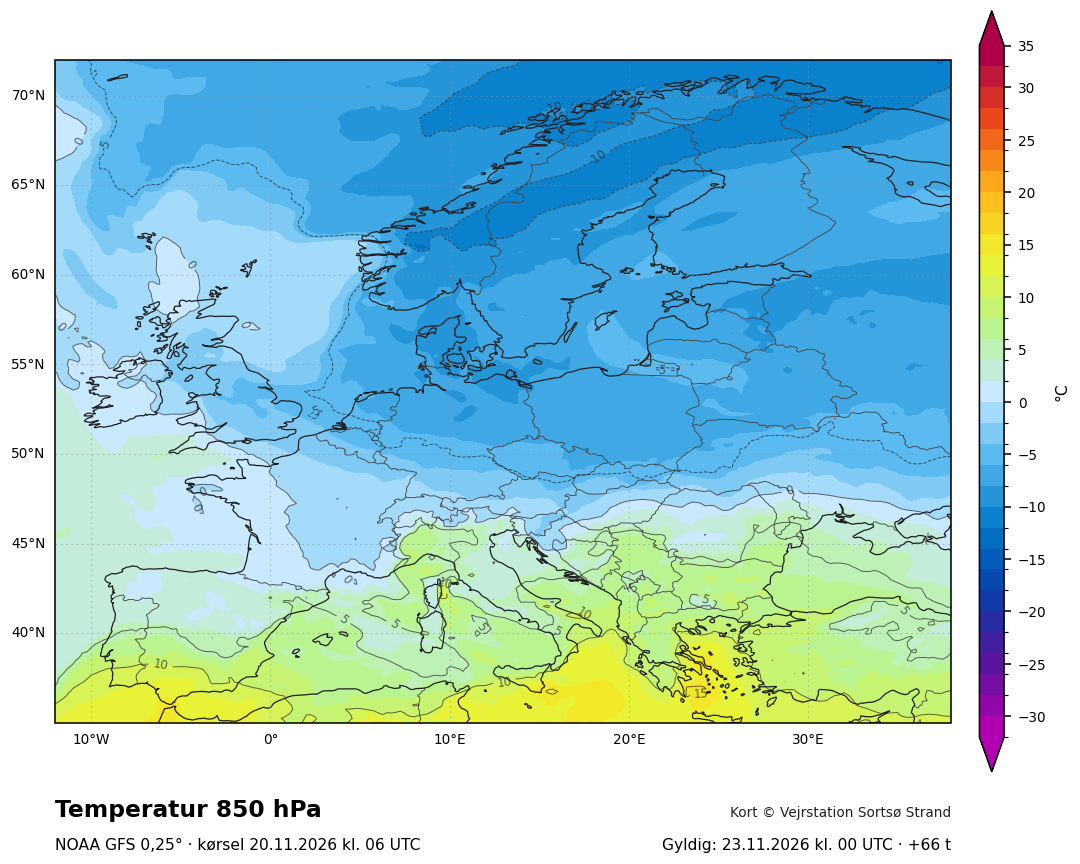 70°N
65°N
60°N
55°N
50°N
45°N
40°N
10°W
0°
10°E
20°E
30°E
35
30
25
20
15
10
5
0
−5
−10
−15
−20
−25
−30
°C
Temperatur 850 hPa
Kort © Vejrstation Sortsø Strand
NOAA GFS 0,25° · kørsel 20.11.2026 kl. 06 UTC
Gyldig: 23.11.2026 kl. 00 UTC · +66 t